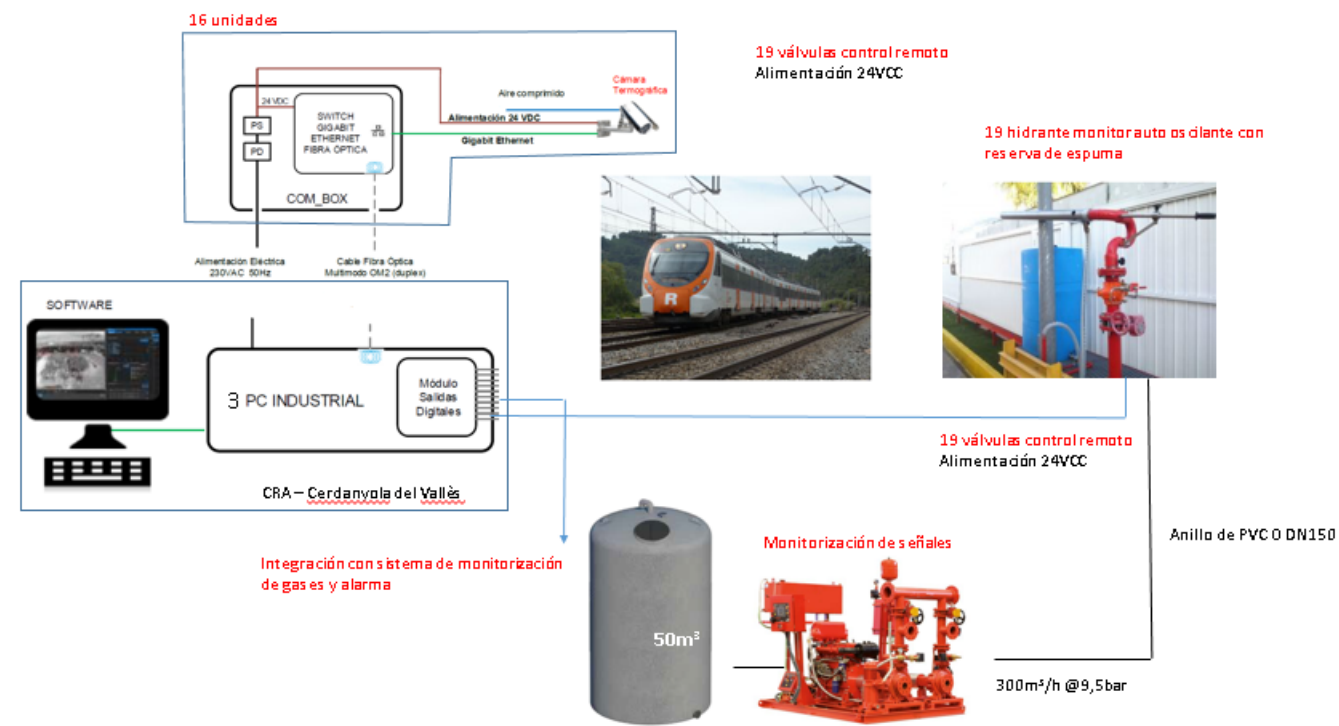 16 unidades
19 válvulas control remoto
Alimentación 24VCC
Cámara
Termográfica
Aire comprimido
24 VDC
Alimentación 24 VDC
SWITCH
GIGABIT
ETHERNET
FIBRA ÓPTICA
PS
PD
Gigabit Ethernet
COM_BOX
19 hidrante monitor auto oscilante con
reserva de espuma
Alimentación Eléctrica
230VAC 50Hz
Cable Fibra Óptica
Multimodo OM2 (duplex)
R
SOFTWARE
3 PC INDUSTRIAL
Módulo
Salidas
Digitales
CRA – Cerdanyola del Vallès
19 válvulas control remoto
Alimentación 24VCC
Integración con sistema de monitorización
de gases y alarma
Monitorización de señales
Anillo de PVC O DN150
50m³
300m³/h @9,5bar